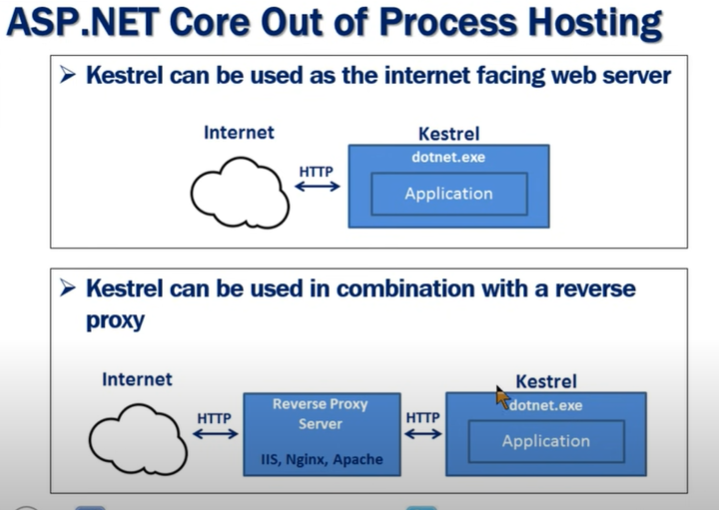 ASP.NET Core Out of Process Hosting
➢ Kestrel can be used as the internet facing web server
Internet
Kestrel
dotnet.exe
HTTP
Application
➢ Kestrel can be used in combination with a reverse
proxy
Internet
Kestrel
HTTP
Reverse Proxy
Server
IIS, Nginx, Apache
HTTP
dotnet.exe
Application